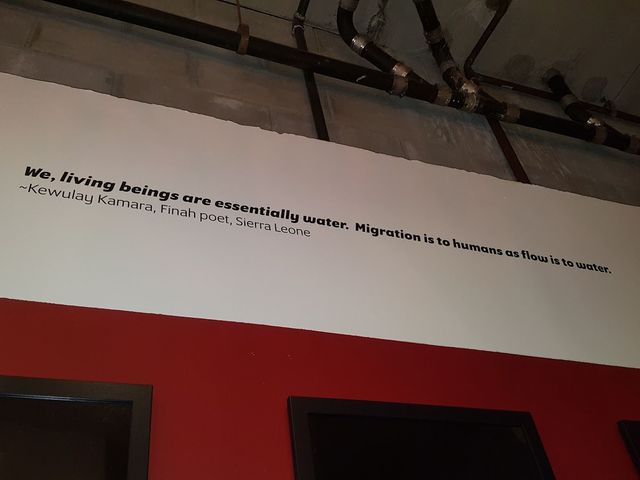 We, living beings are essentially water. Migration is to humans as flow is to water.
~Kewulay Kamara, Finah poet, Sierra Leone